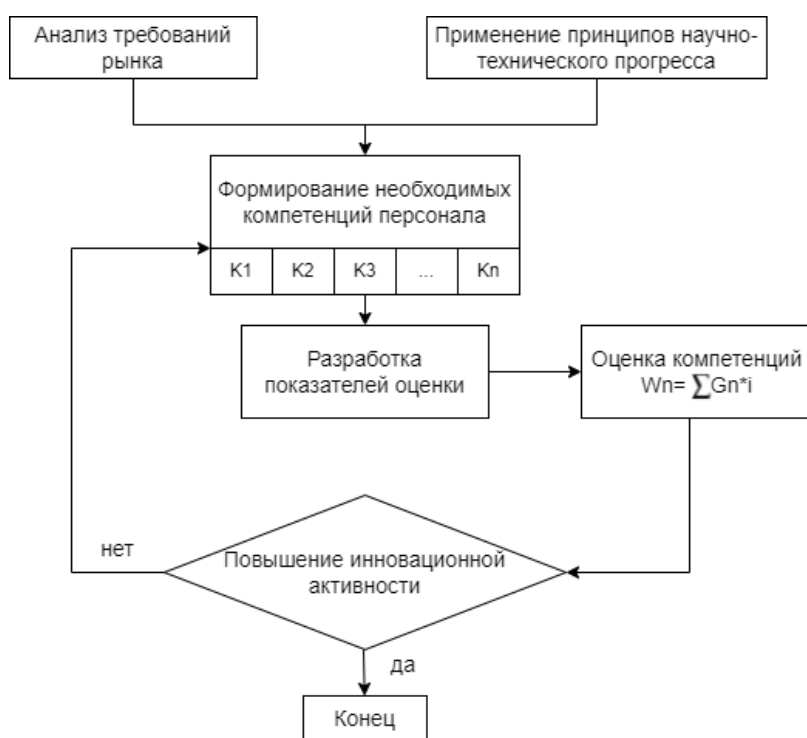 Анализ требований
рынка
Применение принципов научно-
технического прогресса
Формирование необходимых
компетенций персонала
K1 K2 K3 ... Kn
Разработка
показателей оценки
Оценка компетенций
Wn= ∑Gn*i
нет
Повышение инновационной
активности
да
Конец